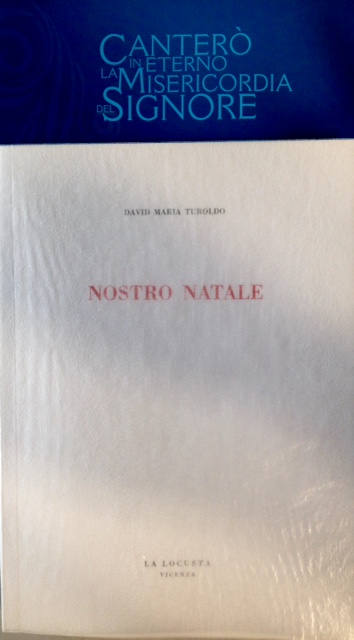 CANTERÒ
IN ETERNO
LA MISERICORDIA
DEL SIGNORE
DAVID MARIA TUROLDO
NOSTRO NATALE
LA LOCUSTA
VICENZA